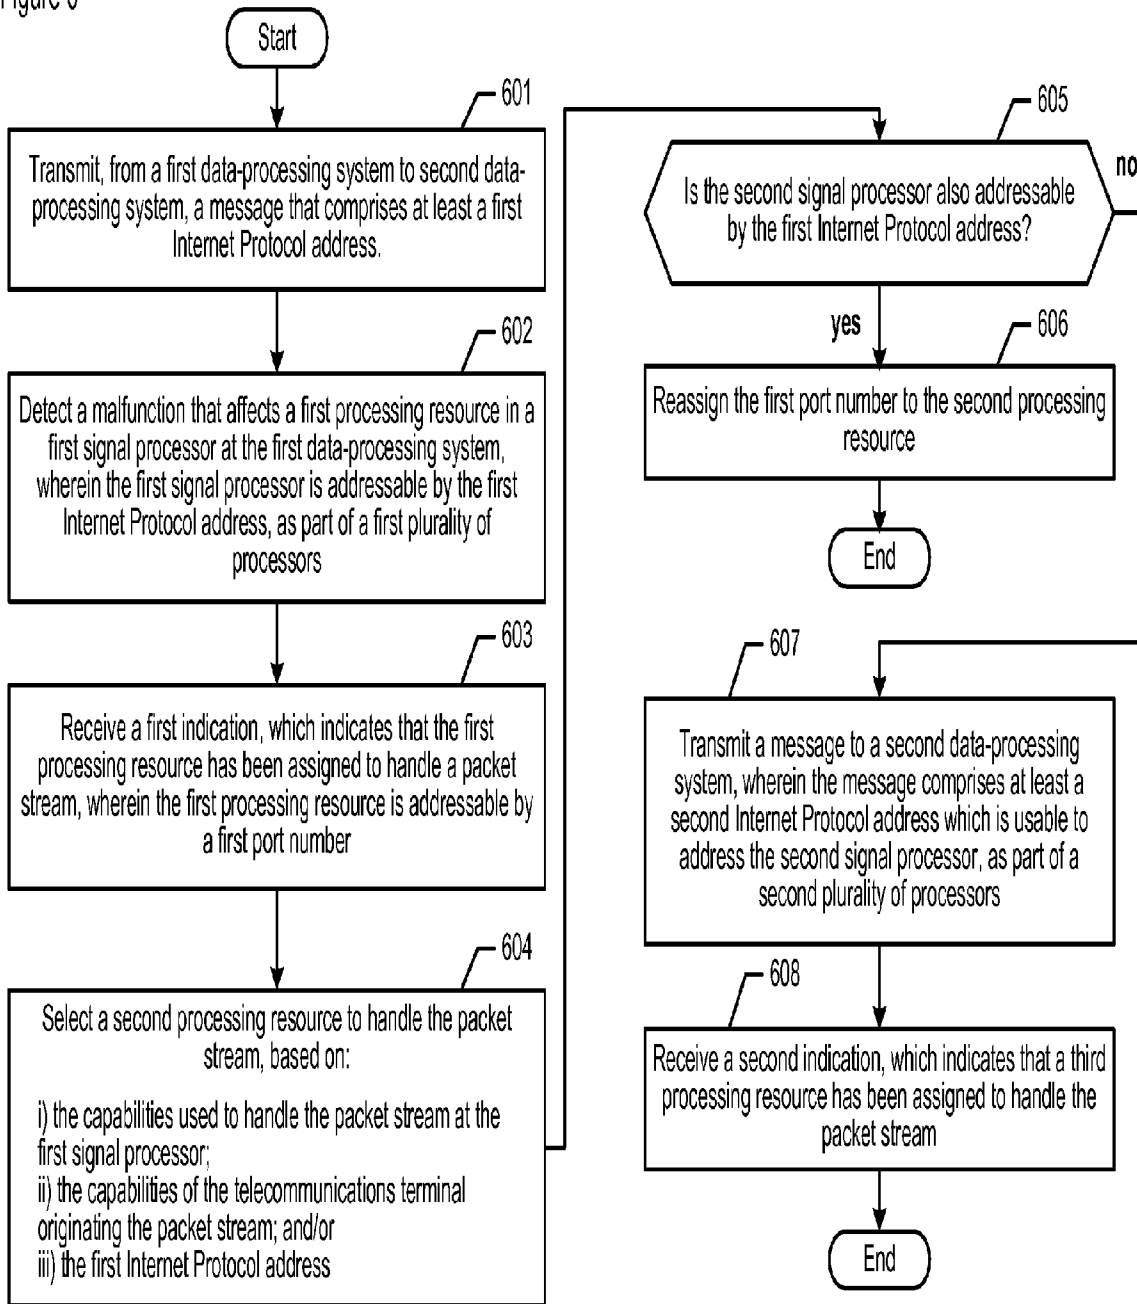 Start
601
Transmit, from a first data-processing system to second data-
processing system, a message that comprises at least a first
Internet Protocol address.
602
Detect a malfunction that affects a first processing resource in a
first signal processor at the first data-processing system,
wherein the first signal processor is addressable by the first
Internet Protocol address, as part of a first plurality of
processors
603
Receive a first indication, which indicates that the first
processing resource has been assigned to handle a packet
stream, wherein the first processing resource is addressable by
a first port number
604
Select a second processing resource to handle the packet
stream, based on:
i) the capabilities used to handle the packet stream at the
first signal processor;
ii) the capabilities of the telecommunications terminal
originating the packet stream; and/or
iii) the first Internet Protocol address
605
Is the second signal processor also addressable
by the first Internet Protocol address?
no
yes
606
Reassign the first port number to the second processing
resource
End
607
Transmit a message to a second data-processing
system, wherein the message comprises at least a
second Internet Protocol address which is usable to
address the second signal processor, as part of a
second plurality of processors
608
Receive a second indication, which indicates that a third
processing resource has been assigned to handle the
packet stream
End